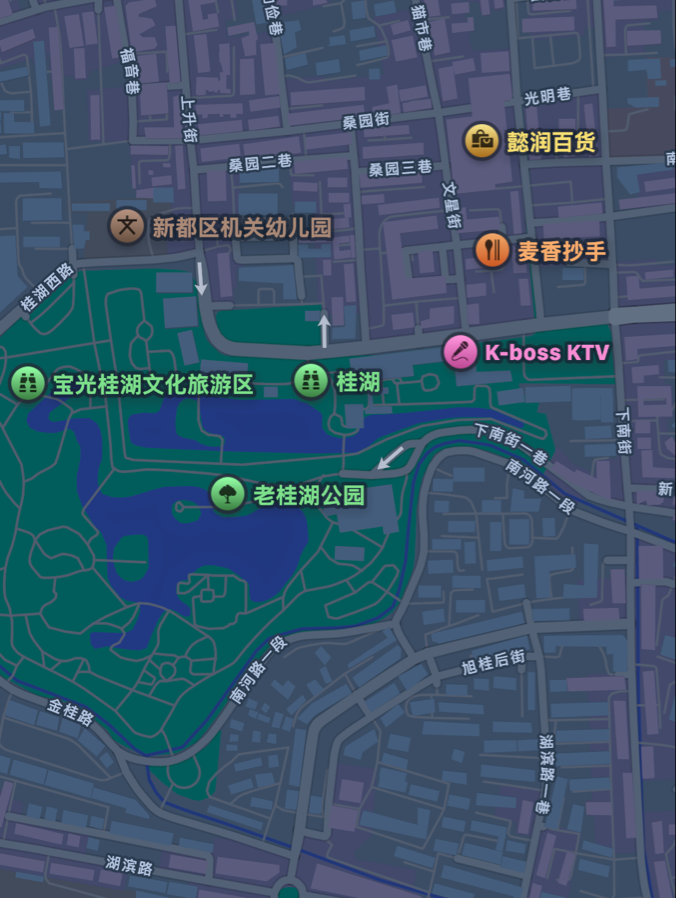 猫市巷
福音巷
上升街
光明巷
桑园街
懿润百货
桑园二巷
桑园三巷
文星街
新都区机关幼儿园
麦香抄手
桂湖西路
K-boss KTV
宝光桂湖文化旅游区
桂湖
下南街
下南街一巷
南河路一段
新
老桂湖公园
南河路一段
旭桂后街
金桂路
湖滨路一巷
湖滨路